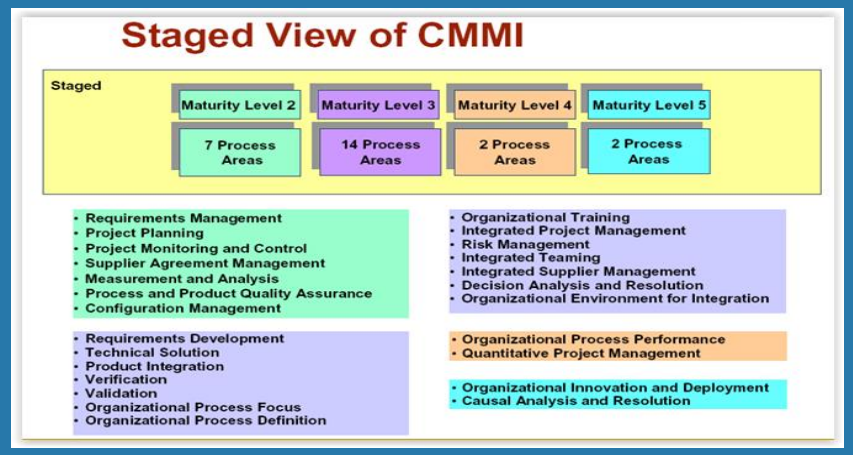 Staged View of CMMI
Staged
Maturity Level 2
Maturity Level 3
Maturity Level 4
Maturity Level 5
7 Process
Areas
14 Process
Areas
2 Process
Areas
2 Process
Areas
• Requirements Management
• Project Planning
• Project Monitoring and Control
• Supplier Agreement Management
• Measurement and Analysis
• Process and Product Quality Assurance
• Configuration Management
• Requirements Development
• Technical Solution
• Product Integration
• Verification
• Validation
• Organizational Process Focus
• Organizational Process Definition
• Organizational Training
• Integrated Project Management
• Risk Management
• Integrated Teaming
• Integrated Supplier Management
• Decision Analysis and Resolution
• Organizational Environment for Integration
• Organizational Process Performance
• Quantitative Project Management
• Organizational Innovation and Deployment
• Causal Analysis and Resolution